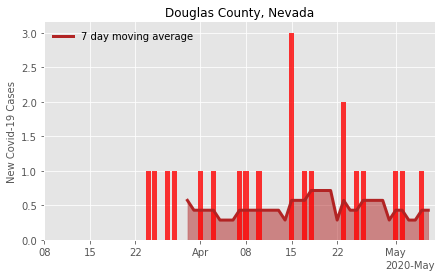 Douglas County, Nevada
7 day moving average
New Covid-19 Cases
3.0
2.5
2.0
1.5
1.0
0.5
0.0
08 15 22 Apr 08 15 22 May
2020-May